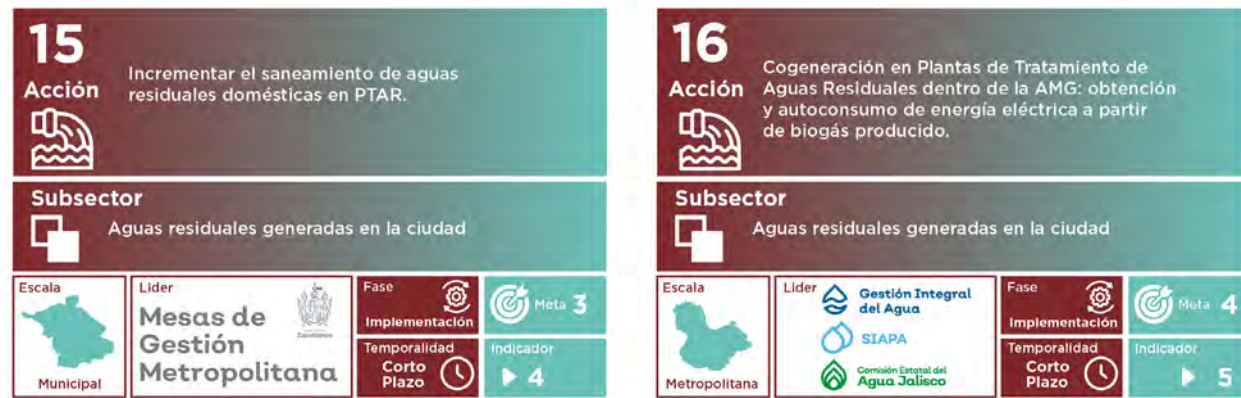 15
Acción
Incrementar el saneamiento de aguas
residuales domésticas en PTAR.
Subsector
Aguas residuales generadas en la ciudad
Escala
Municipal
Lider
Mesas de
Gestión
Metropolitana
Fase
Implementación
Temporalidad
Corto
Plazo
Meta 3
Indicador
4
16
Acción
Cogeneración en Plantas de Tratamiento de
Aguas Residuales dentro de la AMG: obtención
y autoconsumo de energía eléctrica a partir
de biogás producido.
Subsector
Aguas residuales generadas en la ciudad
Escala
Metropolitana
Lider
Gestión Integral
del Agua
SIAPA
Comisión Estatal del
Agua Jalisco
Fase
Implementación
Temporalidad
Corto
Plazo
Meta 4
Indicador
5